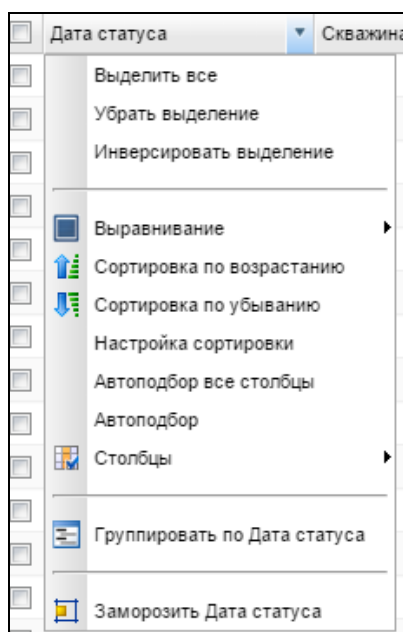 Дата статуса Скважина
Выделить все
Убрать выделение
Инверсировать выделение
Выравнивание
Сортировка по возрастанию
Сортировка по убыванию
Настройка сортировки
Автоподбор все столбцы
Автоподбор
Столбцы
Группировать по Дата статуса
Заморозить Дата статуса